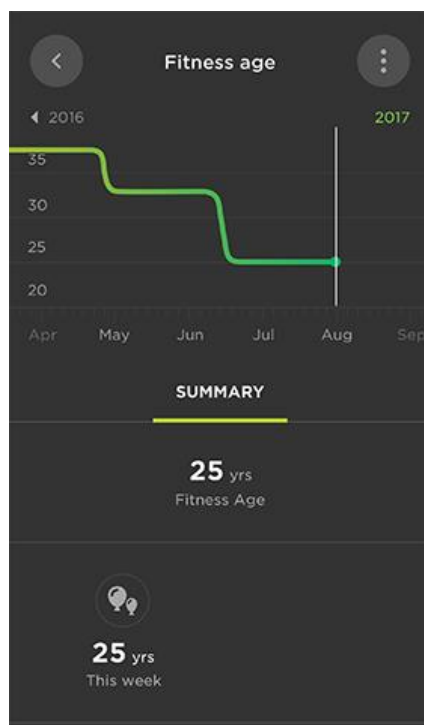 Fitness age
2016
2017
35
30
25
20
Apr May Jun Jul Aug Sep
SUMMARY
25 yrs
Fitness Age
25 yrs
This week